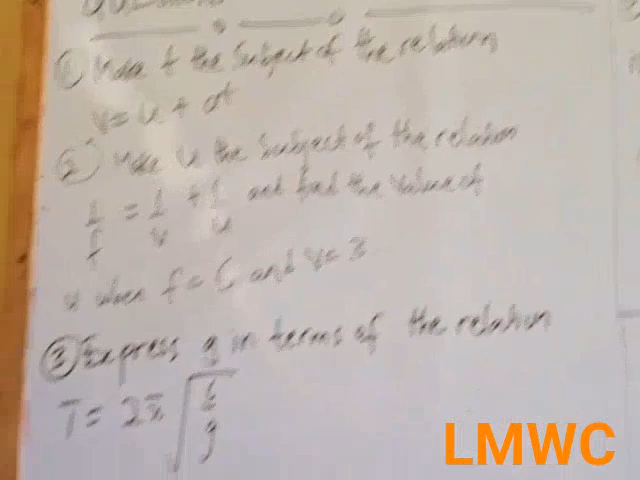 ① Make t the Subject of the relation
V = U + at
② Make U the Subject of the relation
1/f = 1/v + 1/u and find the value of
u when f = 6 and v = 3
③ Express g in terms of the relation
T = 2π√(L/g)
LMWC